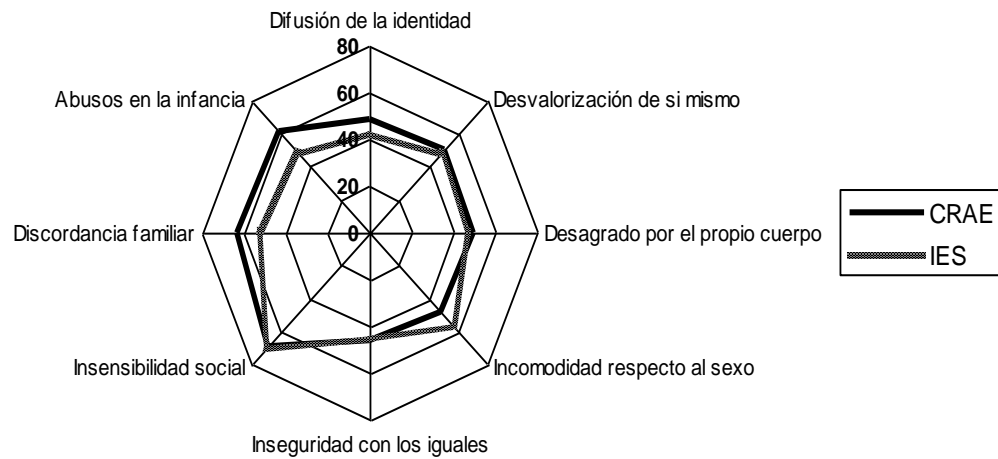 Difusión de la identidad
80
Abusos en la infancia
Desvalorización de si mismo
60
40
20
Discordancia familiar
0
Desagrado por el propio cuerpo
Insensibilidad social
Incomodidad respecto al sexo
Inseguridad con los iguales
CRAE
IES